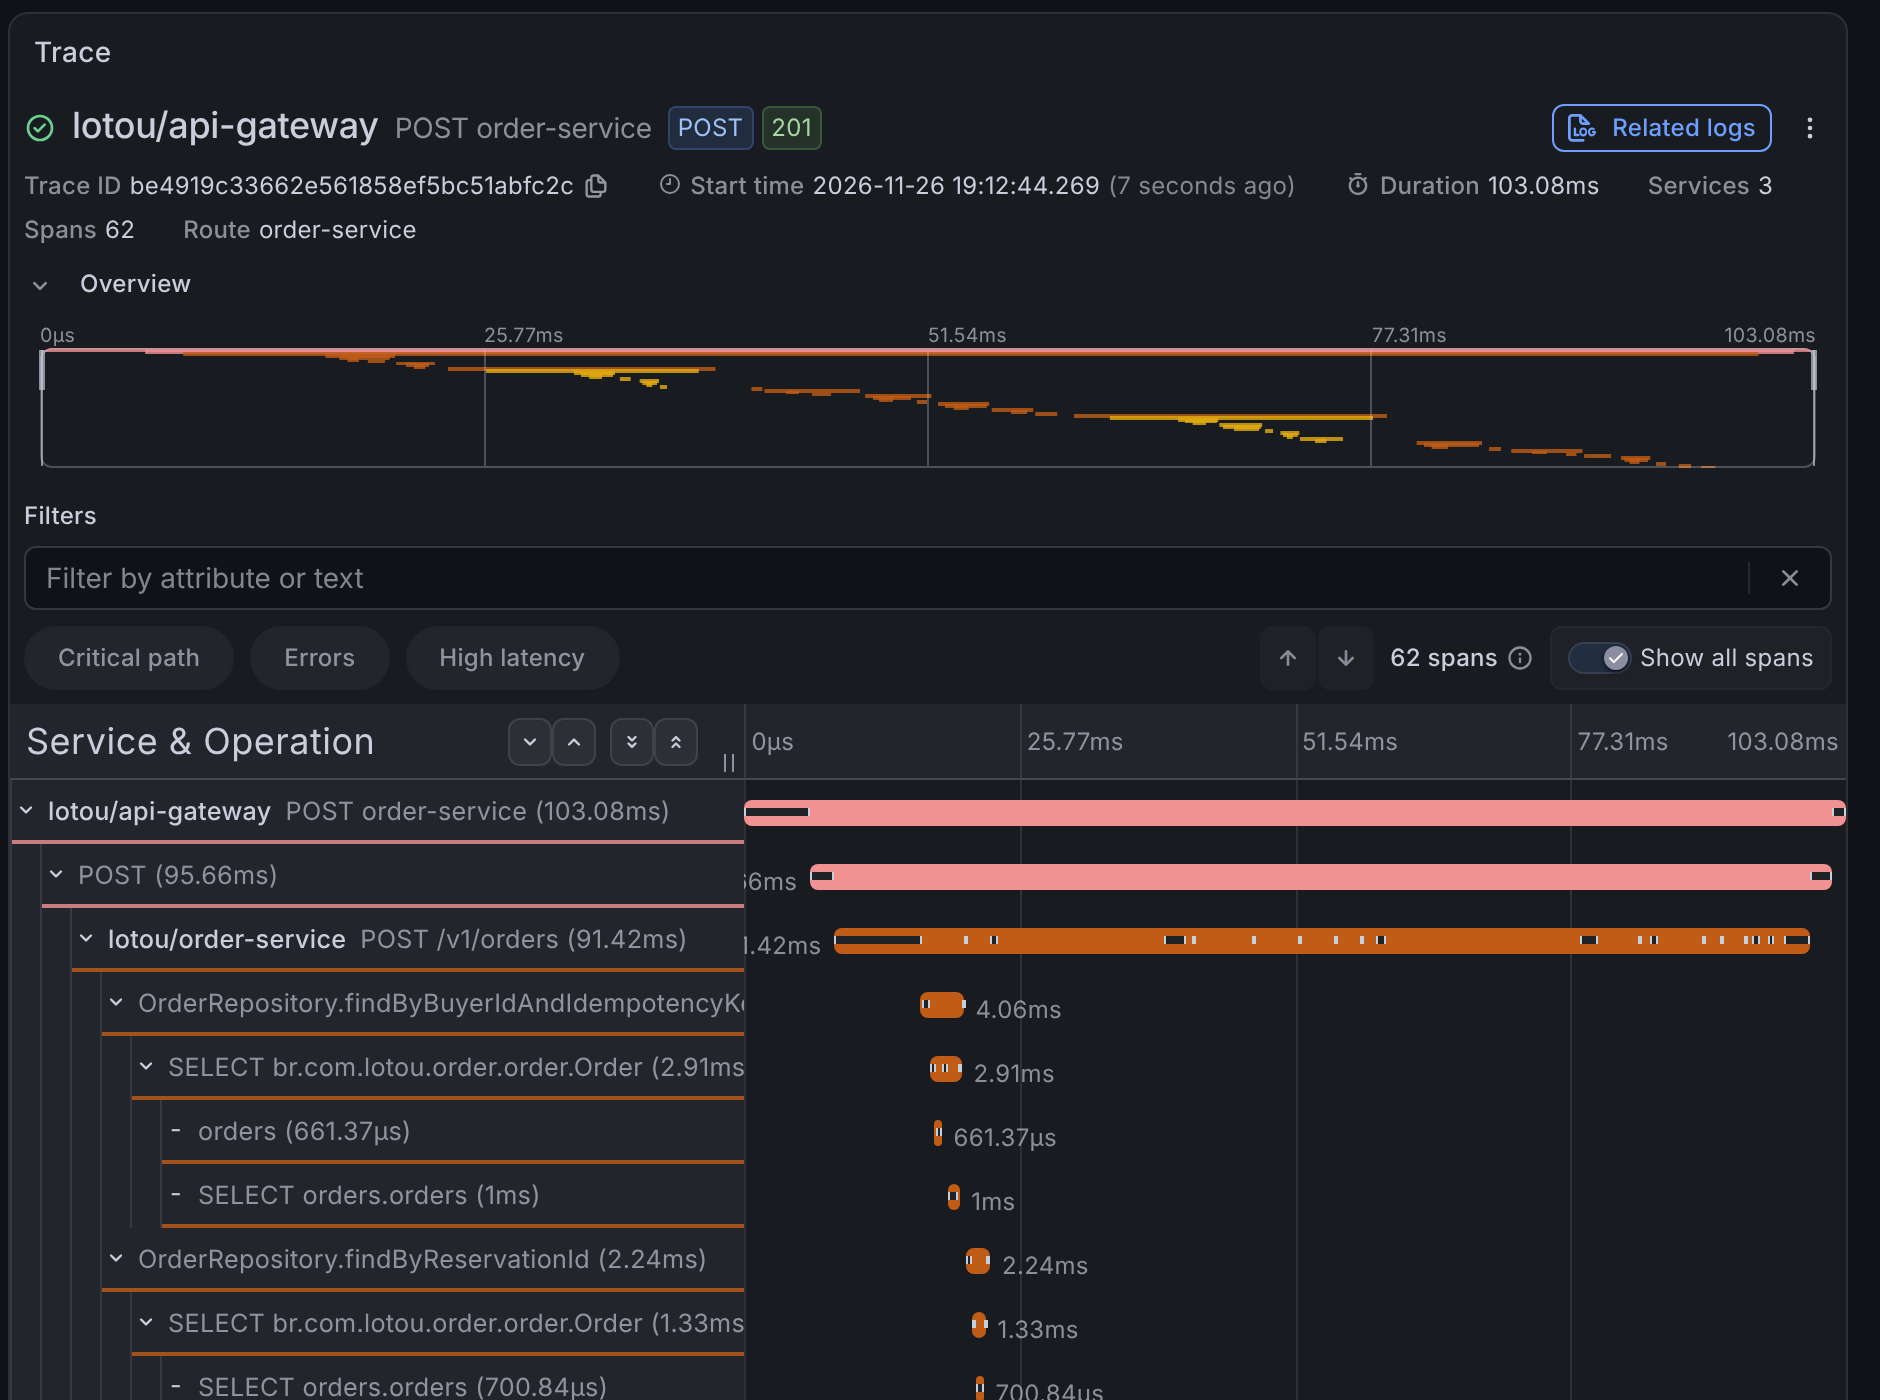 Trace
lotou/api-gateway POST order-service POST 201
Related logs
Trace ID be4919c33662e561858ef5bc51abfc2c Start time 2026-11-26 19:12:44.269 (7 seconds ago) Duration 103.08ms Services 3
Spans 62 Route order-service
Overview
0μs 25.77ms 51.54ms 77.31ms 103.08ms
Filters
Filter by attribute or text
Critical path Errors High latency 62 spans Show all spans
Service & Operation 0μs 25.77ms 51.54ms 77.31ms 103.08ms
lotou/api-gateway POST order-service (103.08ms)
POST (95.66ms) 6ms
lotou/order-service POST /v1/orders (91.42ms) 1.42ms
OrderRepository.findByBuyerIdAndIdempotencyK 4.06ms
SELECT br.com.lotou.order.order.Order (2.91ms 2.91ms
- orders (661.37μs) 661.37μs
- SELECT orders.orders (1ms) 1ms
OrderRepository.findByReservationId (2.24ms) 2.24ms
SELECT br.com.lotou.order.order.Order (1.33ms 1.33ms
- SELECT orders.orders (700.84μs) 700.84μs